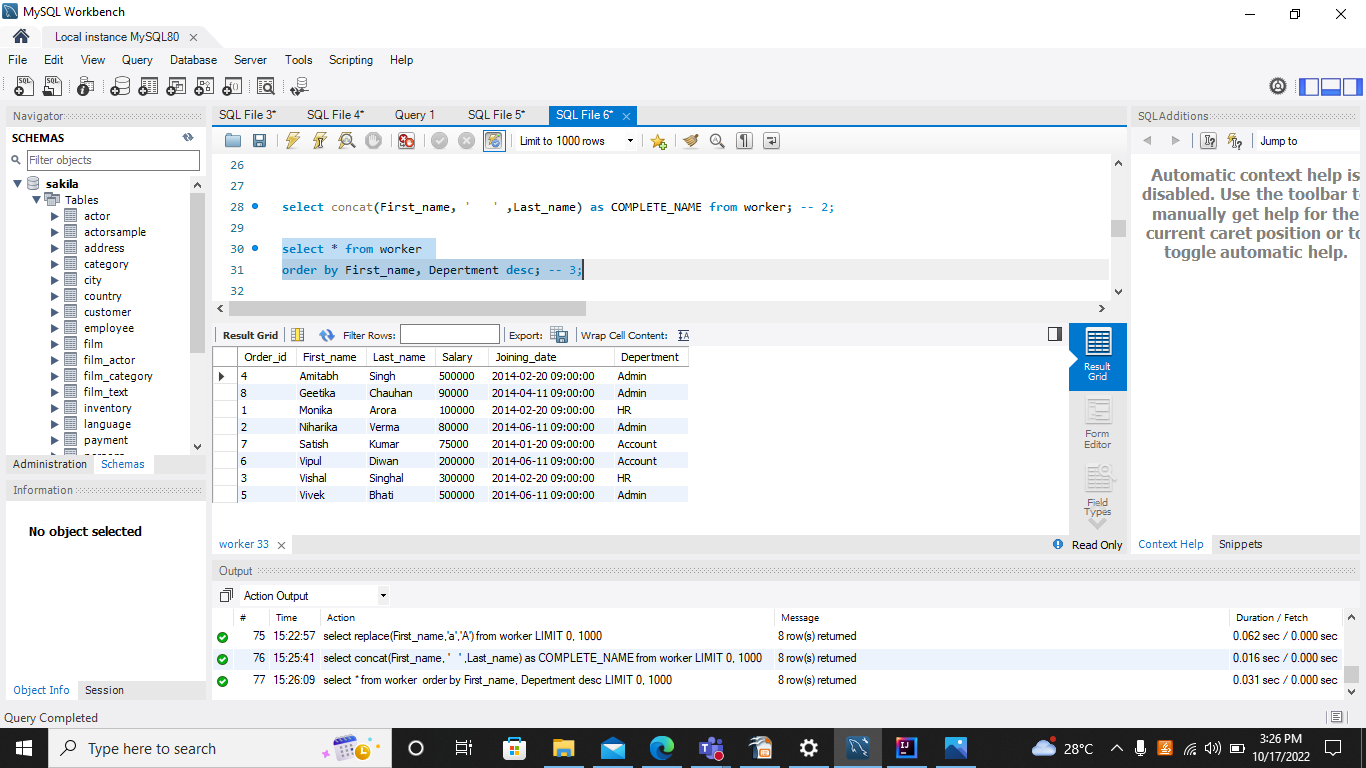 MySQL Workbench
Local instance MySQL80
File Edit View Query Database Server Tools Scripting Help
Navigator
SCHEMAS
Filter objects
sakila
Tables
actor
actorsample
address
category
city
country
customer
employee
film
film_actor
film_category
film_text
inventory
language
payment
Administration Schemas
Information
No object selected
Object Info Session
SQL File 3* SQL File 4* Query 1 SQL File 5* SQL File 6*
Limit to 1000 rows
26
27
28 select concat(First_name, '   ' ,Last_name) as COMPLETE_NAME from worker; -- 2;
29
30 select * from worker
31 order by First_name, Depertment desc; -- 3;
32
Result Grid Filter Rows: Export: Wrap Cell Content:
Order_id First_name Last_name Salary Joining_date Depertment
4 Amitabh Singh 500000 2014-02-20 09:00:00 Admin
8 Geetika Chauhan 90000 2014-04-11 09:00:00 Admin
1 Monika Arora 100000 2014-02-20 09:00:00 HR
2 Niharika Verma 80000 2014-06-11 09:00:00 Admin
7 Satish Kumar 75000 2014-01-20 09:00:00 Account
6 Vipul Diwan 200000 2014-06-11 09:00:00 Account
3 Vishal Singhal 300000 2014-02-20 09:00:00 HR
5 Vivek Bhati 500000 2014-06-11 09:00:00 Admin
Result
Grid
Form
Editor
Field
Types
worker 33
Read Only
SQLAdditions
Jump to
Automatic context help is
disabled. Use the toolbar t
manually get help for the
current caret position or to
toggle automatic help.
Context Help Snippets
Output
Action Output
# Time Action Message Duration / Fetch
75 15:22:57 select replace(First_name,'a','A') from worker LIMIT 0, 1000 8 row(s) returned 0.062 sec / 0.000 sec
76 15:25:41 select concat(First_name, '   ' ,Last_name) as COMPLETE_NAME from worker LIMIT 0, 1000 8 row(s) returned 0.016 sec / 0.000 sec
77 15:26:09 select * from worker  order by First_name, Depertment desc LIMIT 0, 1000 8 row(s) returned 0.031 sec / 0.000 sec
Query Completed
Type here to search
28°C
3:26 PM
10/17/2022